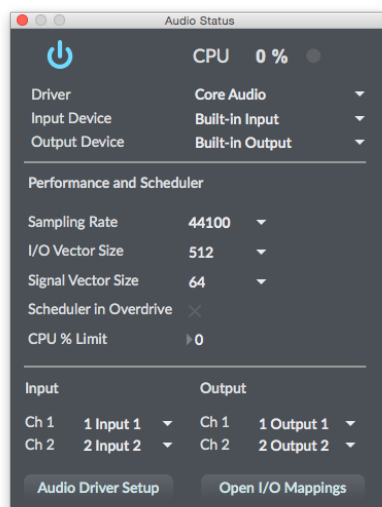 Audio Status
CPU 0 %
Driver Core Audio
Input Device Built-in Input
Output Device Built-in Output
Performance and Scheduler
Sampling Rate 44100
I/O Vector Size 512
Signal Vector Size 64
Scheduler in Overdrive
CPU % Limit 0
Input Output
Ch 1 1 Input 1 Ch 1 1 Output 1
Ch 2 2 Input 2 Ch 2 2 Output 2
Audio Driver Setup Open I/O Mappings